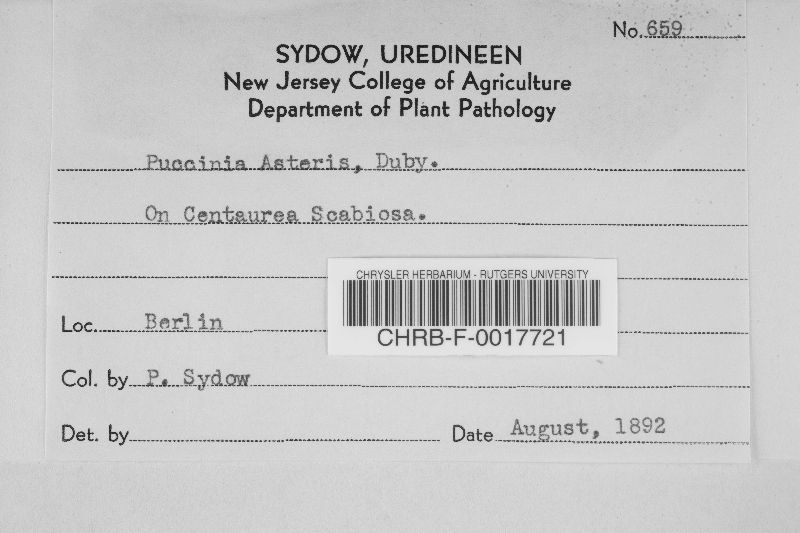 No. 659
SYDOW, UREDINEEN
New Jersey College of Agriculture
Department of Plant Pathology
Puccinia Asteris, Duby.
On Centaurea Scabiosa.
CHRYSLER HERBARIUM - RUTGERS UNIVERSITY
CHRB-F-0017721
Loc. Berlin
Col. by P. Sydow
Det. by
Date August, 1892